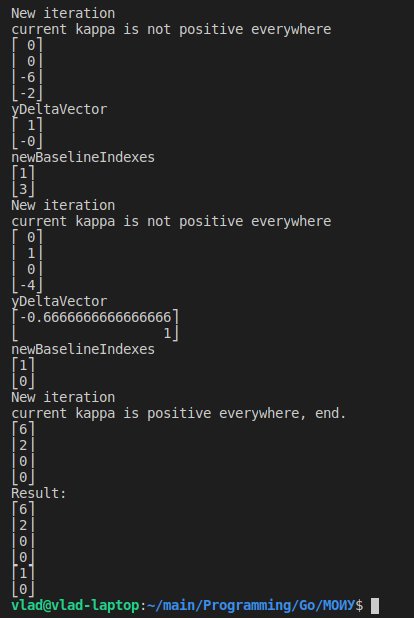 New iteration
current kappa is not positive everywhere
⎡ 0⎤
⎢ 0⎥
⎢-6⎥
⎣-2⎦
yDeltaVector
⎡ 1⎤
⎣-0⎦
newBaselineIndexes
⎡1⎤
⎣3⎦
New iteration
current kappa is not positive everywhere
⎡ 0⎤
⎢ 1⎥
⎢ 0⎥
⎣-4⎦
yDeltaVector
⎡-0.6666666666666666⎤
⎣                  1⎦
newBaselineIndexes
⎡1⎤
⎣0⎦
New iteration
current kappa is positive everywhere, end.
⎡6⎤
⎢2⎥
⎢0⎥
⎣0⎦
Result:
⎡6⎤
⎢2⎥
⎢0⎥
⎣0⎦
⎡1⎤
⎣0⎦
vlad@vlad-laptop:~/main/Programming/Go/МОИУ$